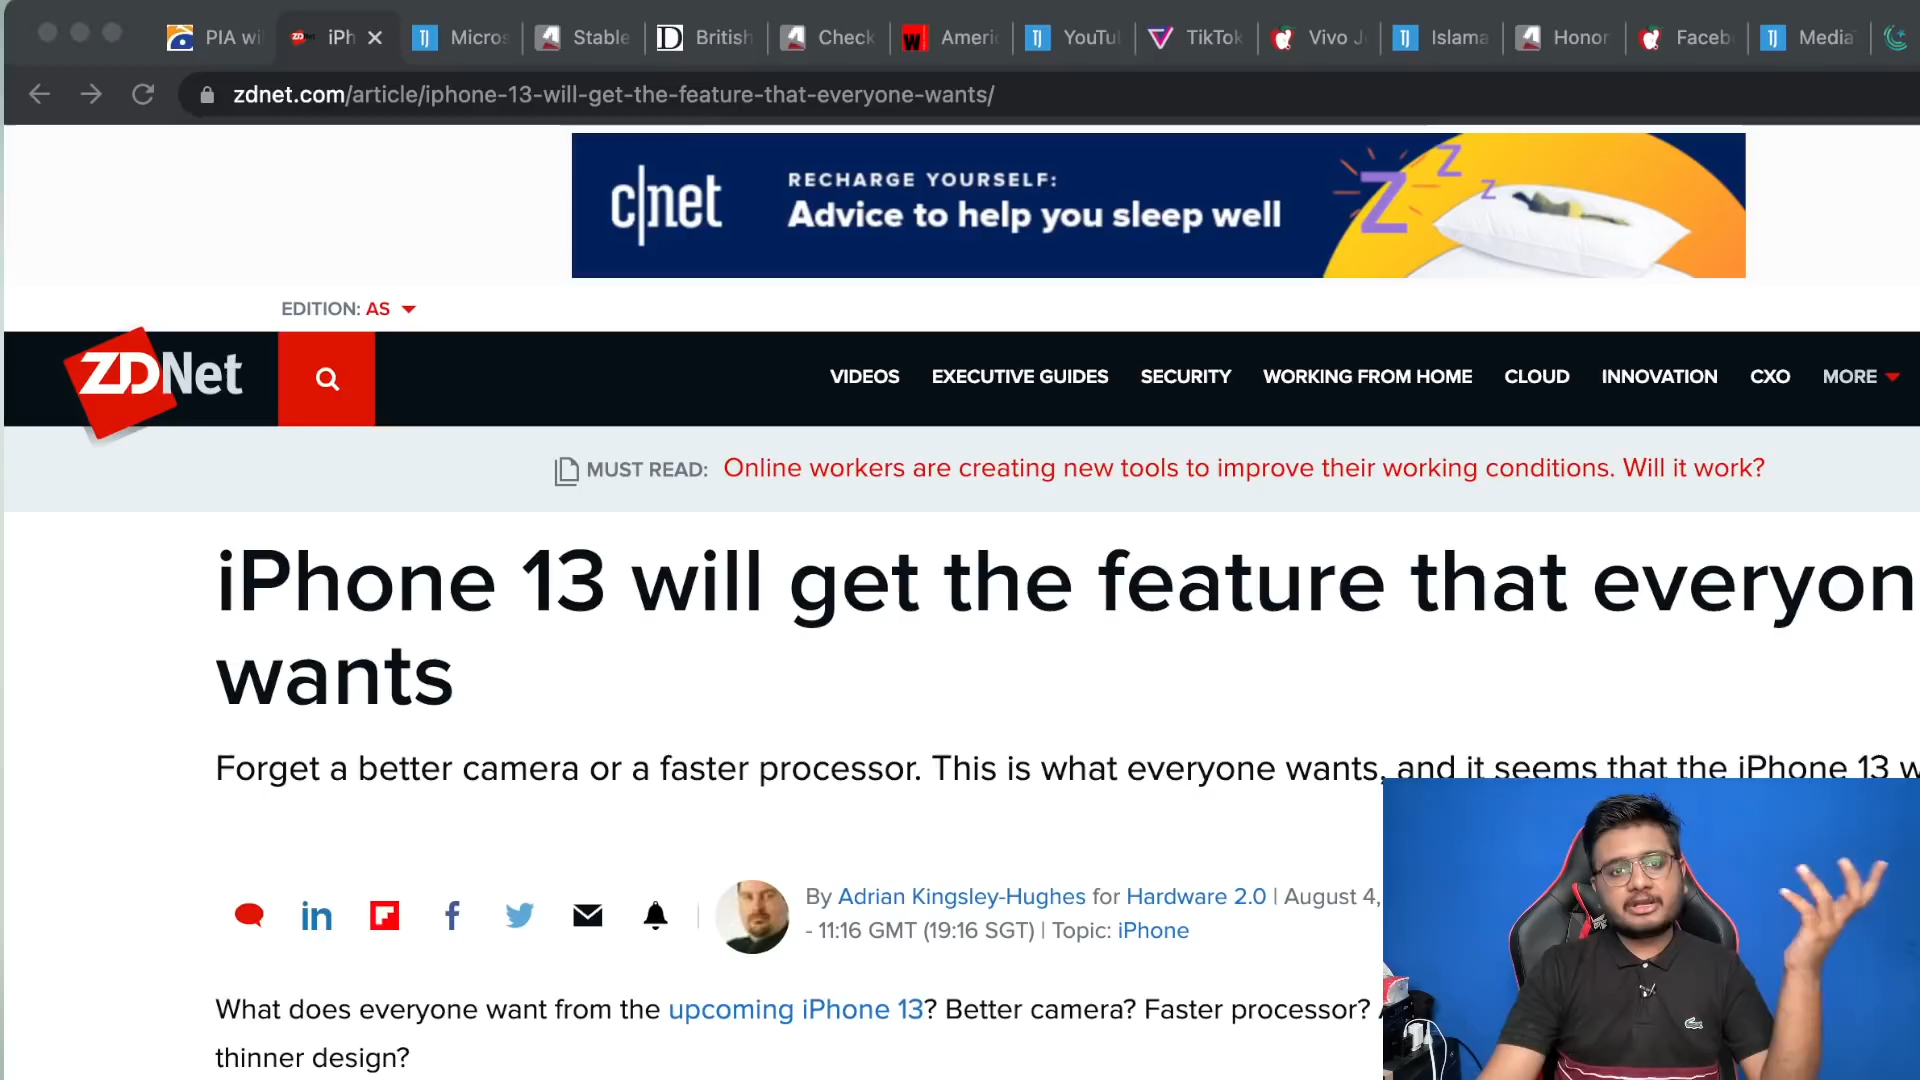 PIA wi
iPh
Micros
Stable
British
Check
Ameri
YouTu
TikTok
Vivo J
Islama
Honor
Faceb
Media
zdnet.com/article/iphone-13-will-get-the-feature-that-everyone-wants/
c|net
RECHARGE YOURSELF:
Advice to help you sleep well
Z Z Z
EDITION: AS
ZDNet
VIDEOS EXECUTIVE GUIDES SECURITY WORKING FROM HOME CLOUD INNOVATION CXO MORE
MUST READ: Online workers are creating new tools to improve their working conditions. Will it work?
iPhone 13 will get the feature that everyon
wants
Forget a better camera or a faster processor. This is what everyone wants, and it seems that the iPhone 13 w
By Adrian Kingsley-Hughes for Hardware 2.0 | August 4,
- 11:16 GMT (19:16 SGT) | Topic: iPhone
What does everyone want from the upcoming iPhone 13? Better camera? Faster processor?
thinner design?